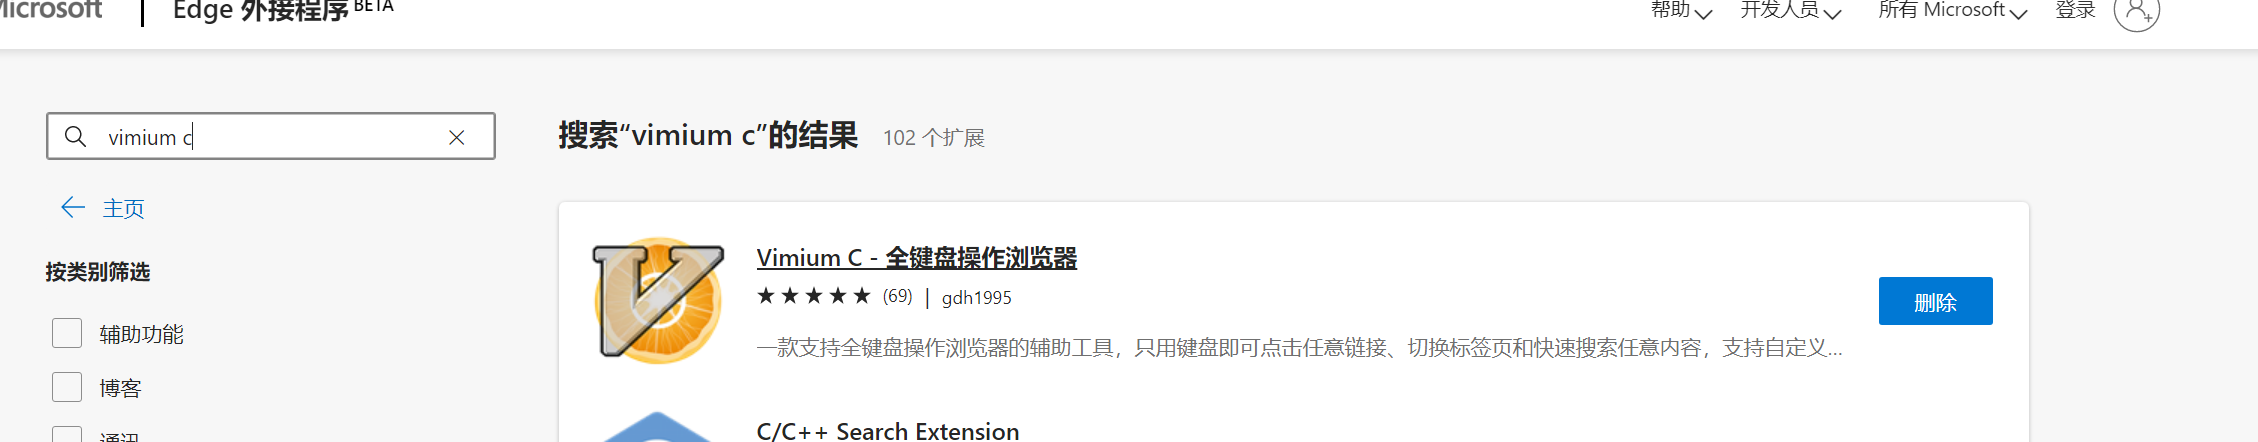 Microsoft
Edge 外接程序 BETA
帮助
开发人员
所有 Microsoft
登录
vimium c
搜索“vimium c”的结果
102 个扩展
主页
按类别筛选
辅助功能
博客
通讯
Vimium C - 全键盘操作浏览器
(69) | gdh1995
一款支持全键盘操作浏览器的辅助工具，只用键盘即可点击任意链接、切换标签页和快速搜索任意内容，支持自定义...
删除
C/C++ Search Extension